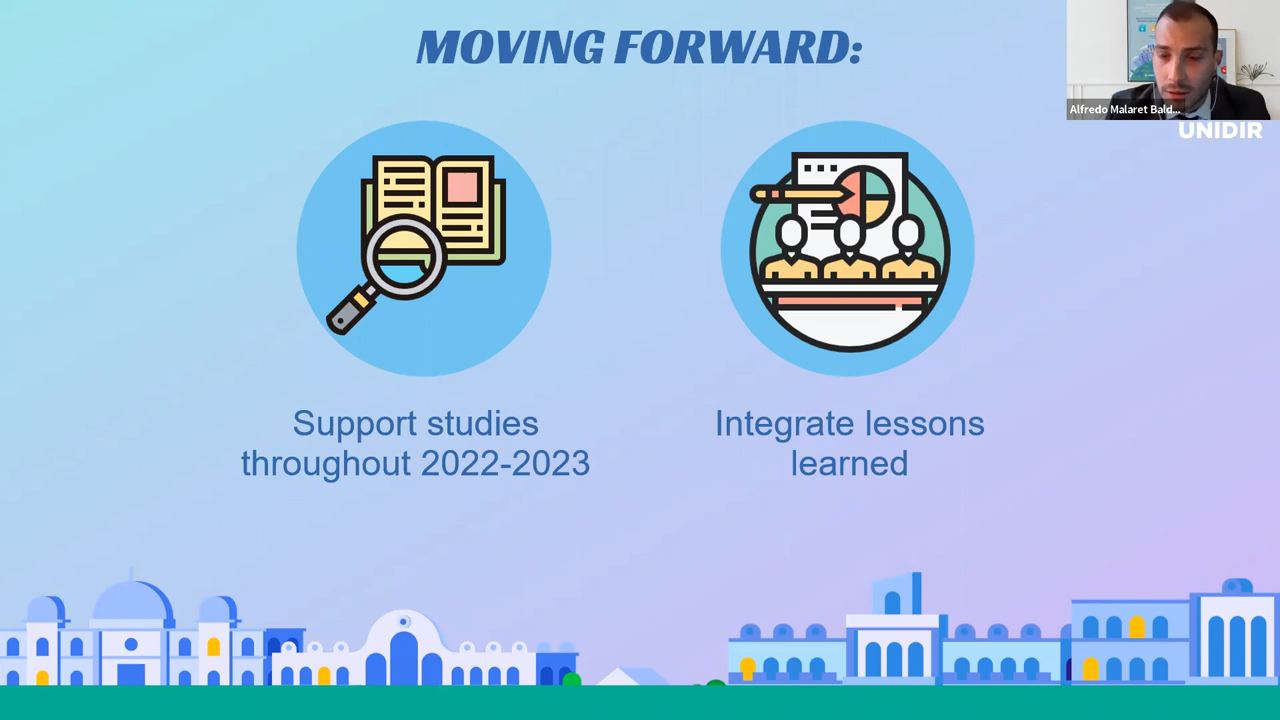 MOVING FORWARD:
Alfredo Malaret Bald...
UNIDIR
Support studies
throughout 2022-2023
Integrate lessons
learned